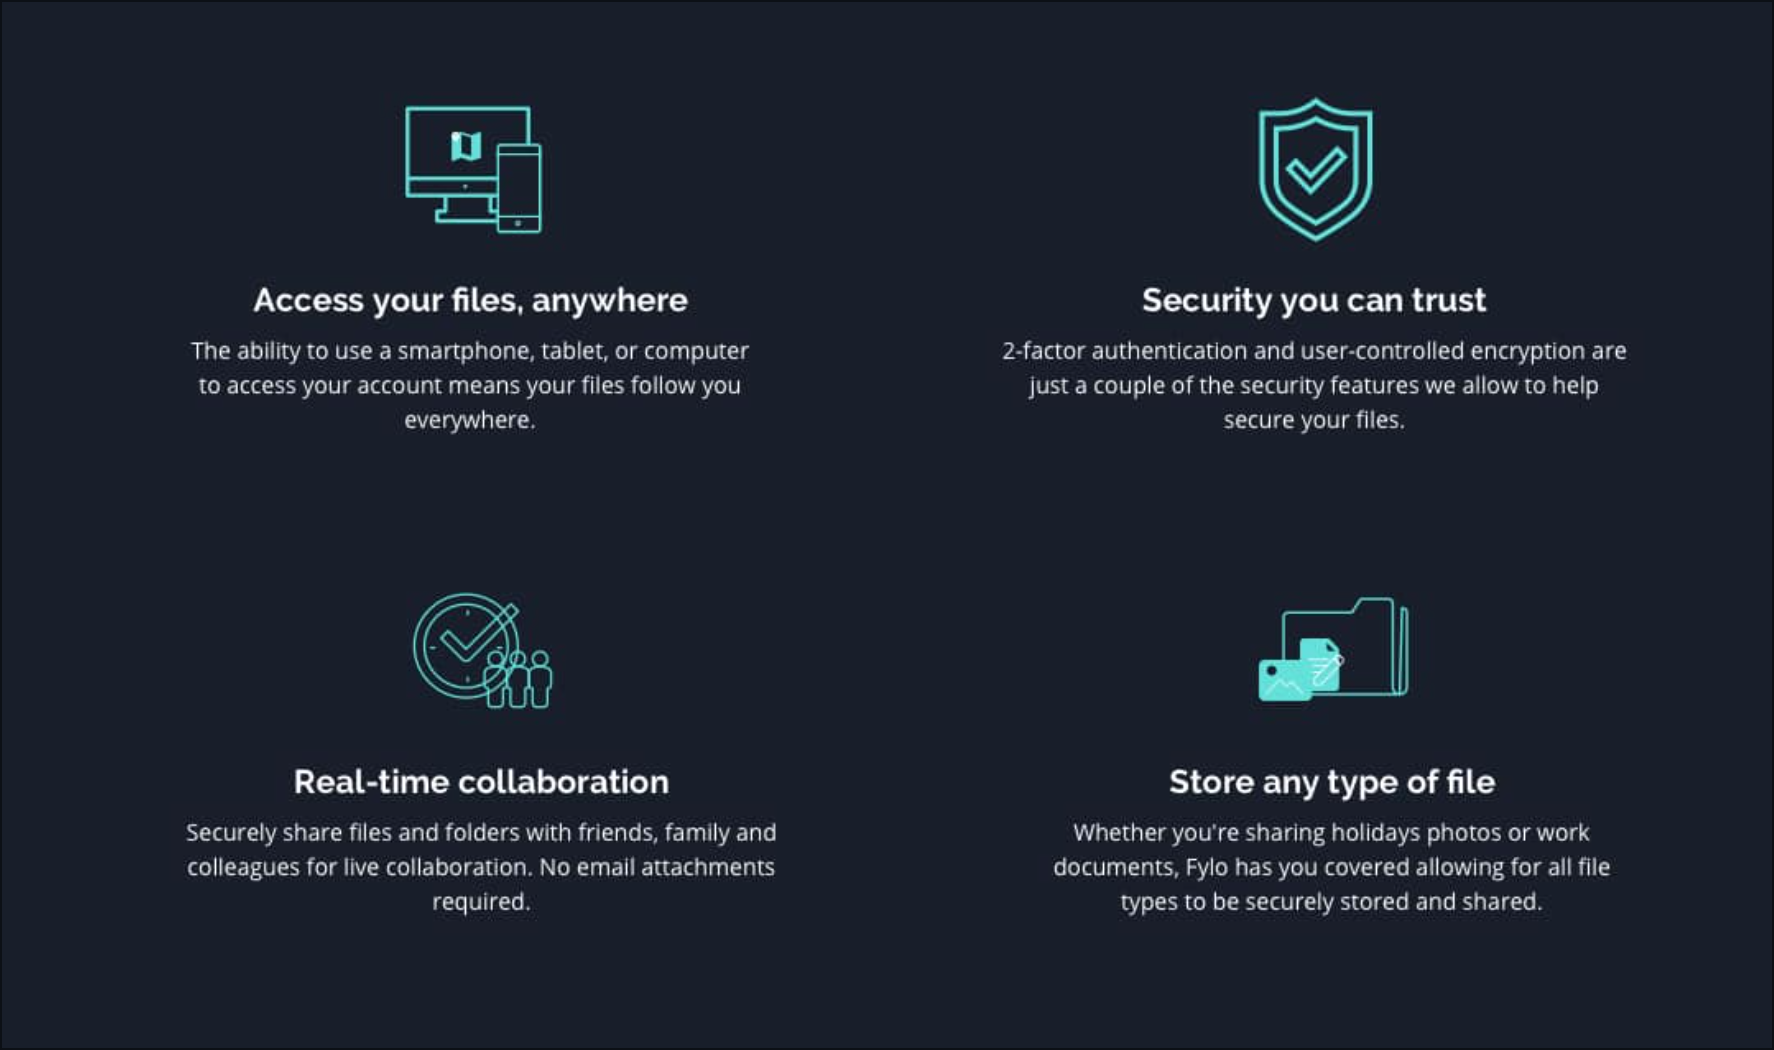 Access your files, anywhere
The ability to use a smartphone, tablet, or computer
to access your account means your files follow you
everywhere.
Security you can trust
2-factor authentication and user-controlled encryption are
just a couple of the security features we allow to help
secure your files.
Real-time collaboration
Securely share files and folders with friends, family and
colleagues for live collaboration. No email attachments
required.
Store any type of file
Whether you're sharing holidays photos or work
documents, Fylo has you covered allowing for all file
types to be securely stored and shared.